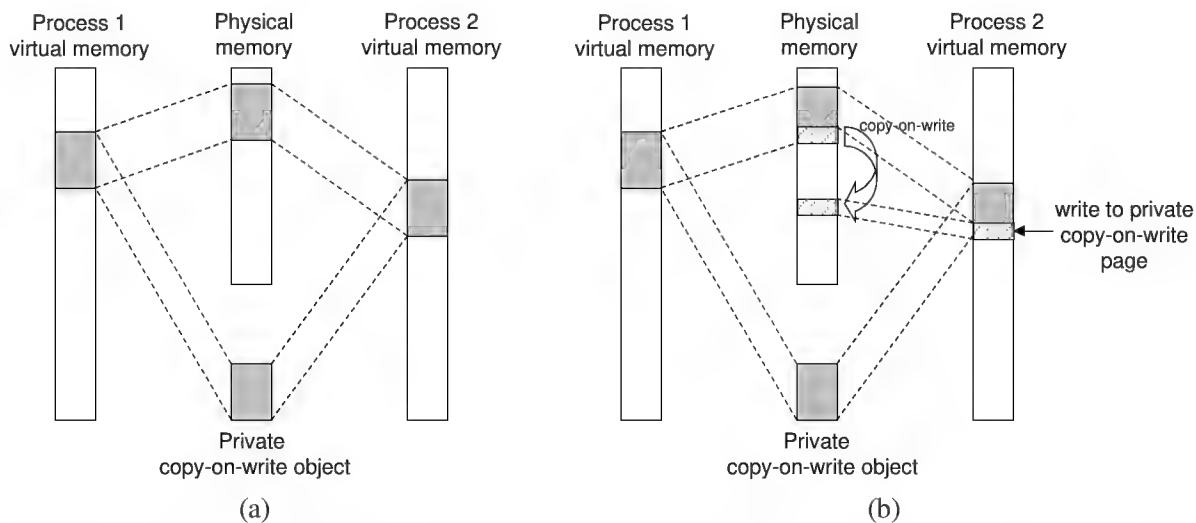 Process 1
virtual memory
Physical
memory
Process 2
virtual memory
Private
copy-on-write object
(a)
Process 1
virtual memory
Physical
memory
Process 2
virtual memory
copy-on-write
write to private
copy-on-write
page
Private
copy-on-write object
(b)